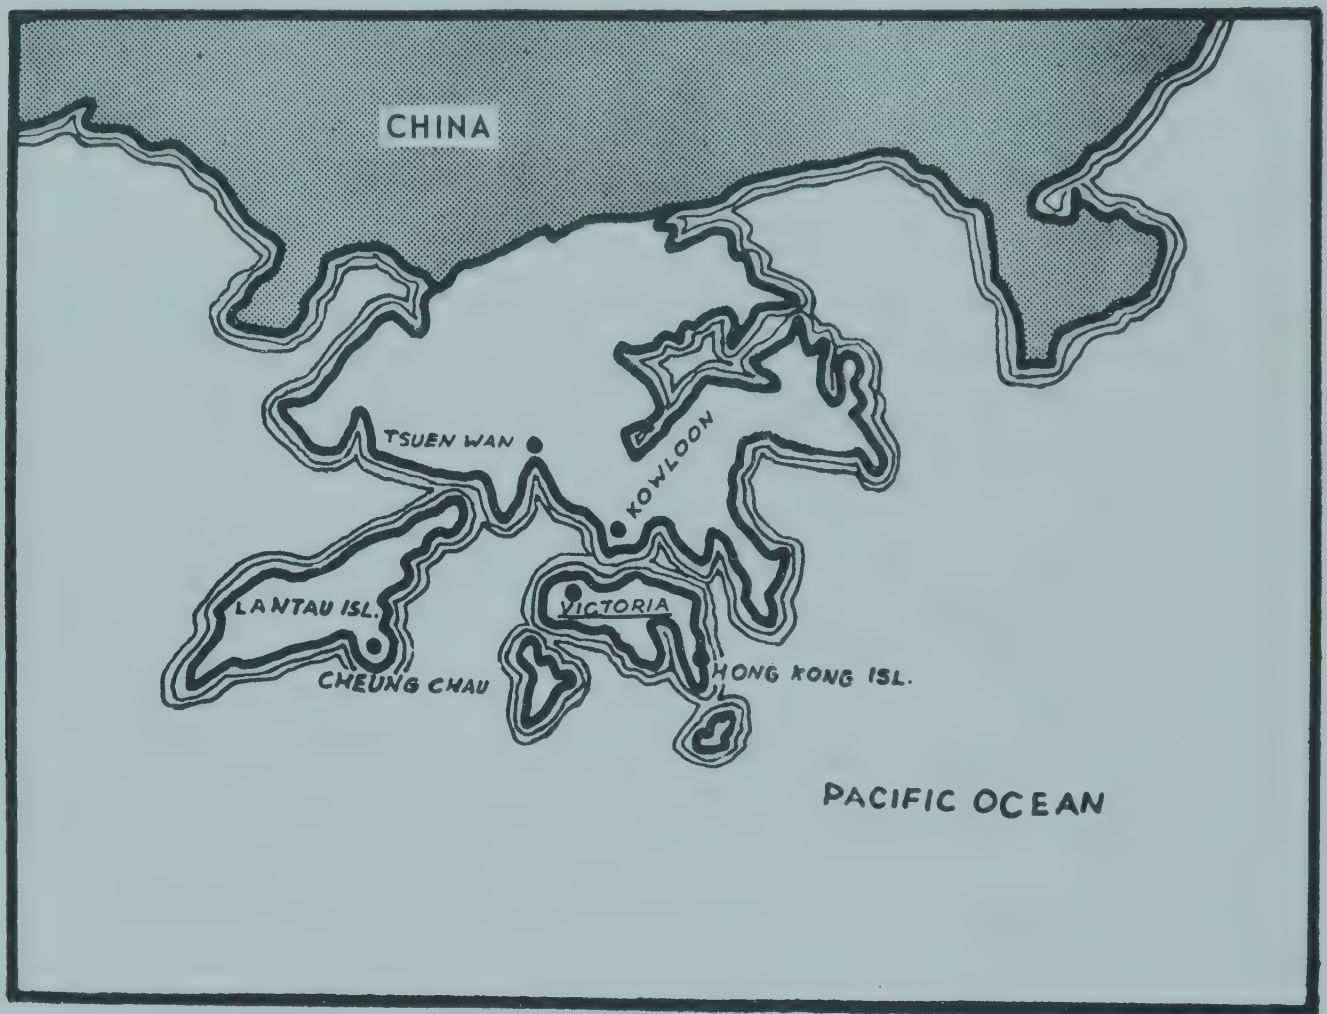 CHINA
TSUEN WAN
KOWLOON
LANTAU ISL.
VICTORIA
CHEUNG CHAU
HONG KONG ISL.
PACIFIC OCEAN